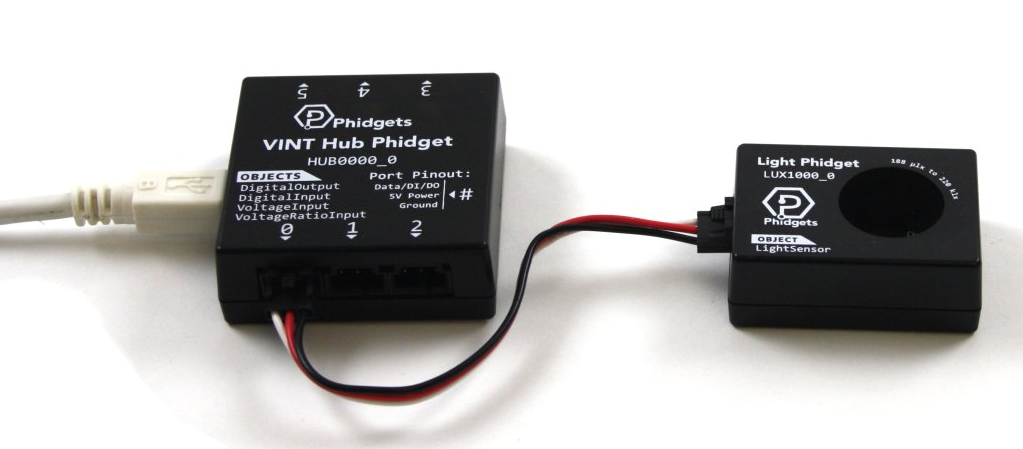 5 4 3
Phidgets
VINT Hub Phidget
HUB0000_0
OBJECTS
DigitalOutput
DigitalInput
VoltageInput
VoltageRatioInput
Port Pinout:
Data/DI/DO
5V Power
Ground
#
0 1 2
Light Phidget
LUX1000_0
Phidgets
188 µlx to 220 klx
OBJECT
LightSensor
B